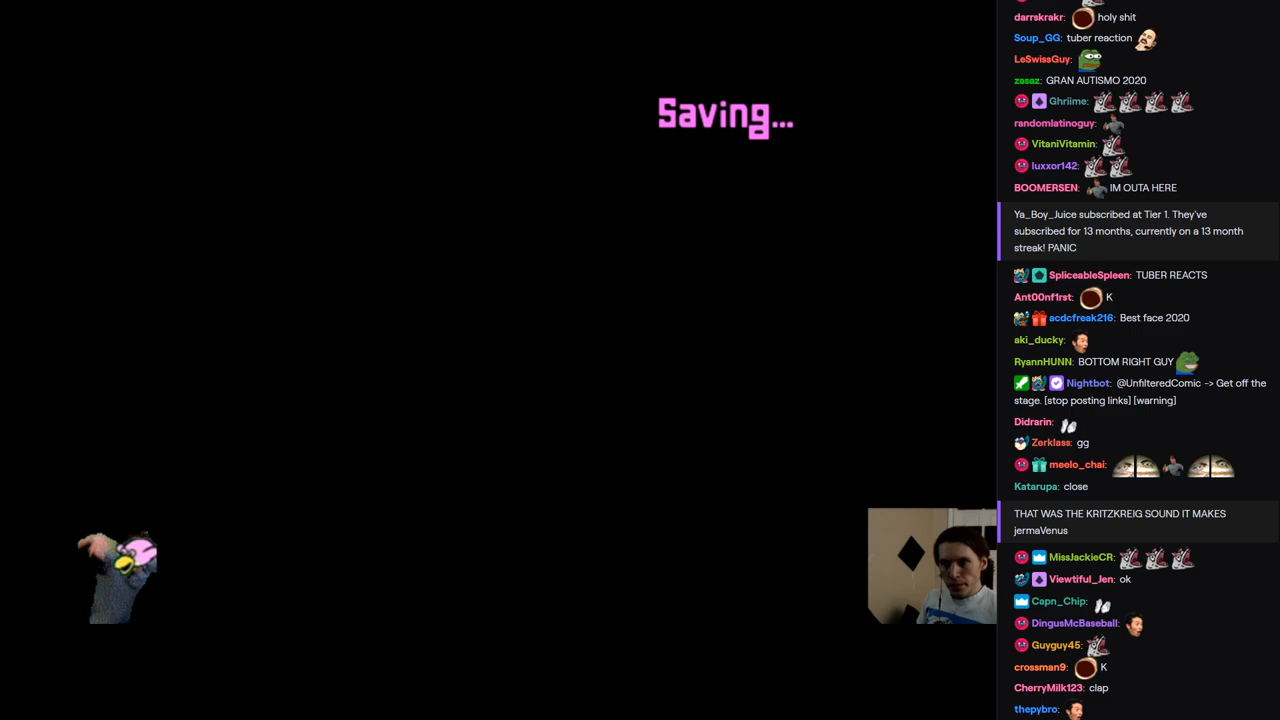 Saving...
darrskrakr: holy shit
Soup_GG: tuber reaction
LeSwissGuy:
zasaz: GRAN AUTISMO 2020
Ghriime:
randomlatinoguy:
VitaniVitamin:
luxxor142:
BOOMERSEN: IM OUTA HERE
Ya_Boy_Juice subscribed at Tier 1. They've
subscribed for 13 months, currently on a 13 month
streak! PANIC
SpliceableSpleen: TUBER REACTS
Ant00nf1rst: K
acdcfreak216: Best face 2020
aki_ducky:
RyannHUNN: BOTTOM RIGHT GUY
Nightbot: @UnfilteredComic -> Get off the
stage. [stop posting links] [warning]
Didrarin:
Zerklass: gg
meelo_chai:
Katarupa: close
THAT WAS THE KRITZKREIG SOUND IT MAKES
jermaVenus
MissJackieCR:
Viewtiful_Jen: ok
Capn_Chip:
DingusMcBaseball:
Guyguy45:
crossman9: K
CherryMilk123: clap
thepybro: